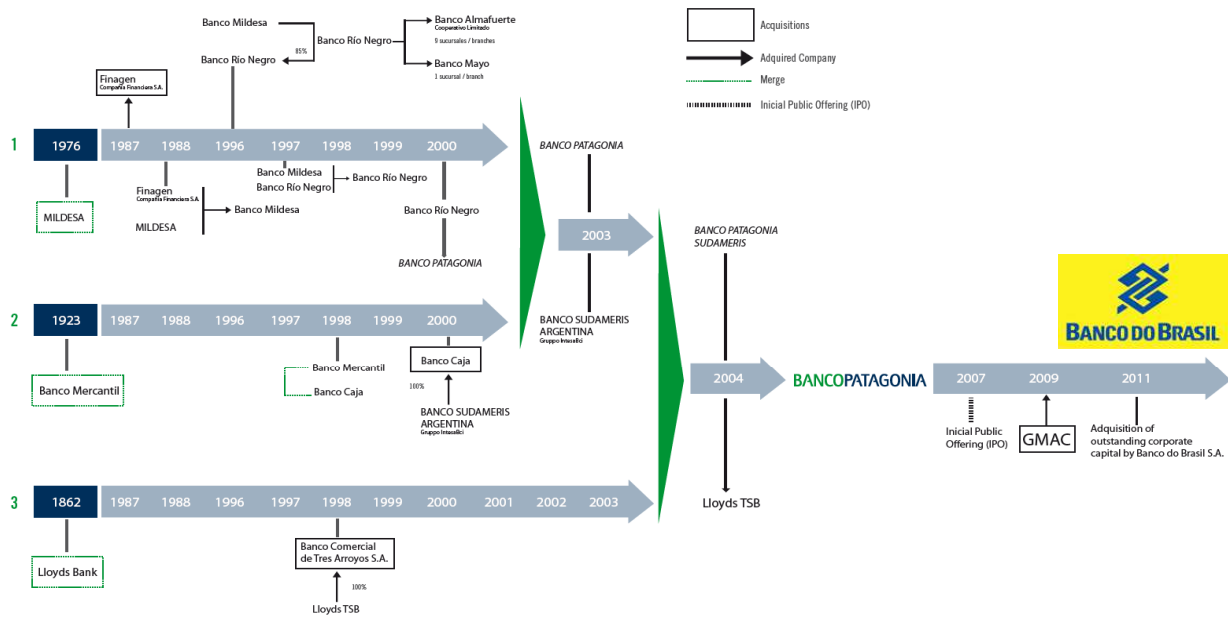 Banco Mildesa
85%
Banco Río Negro
Banco Río Negro
Banco Almafuerte
Cooperativo Limitado
9 sucursales / branches
Banco Mayo
1 sucursal / branch
Acquisitions
Adquired Company
Merge
Inicial Public Offering (IPO)
Finagen
Compañía Financiera S.A.
1
1976
1987
1988
1996
1997
1998
1999
2000
MILDESA
Finagen
Compañía Financiera S.A.
MILDESA
Banco Mildesa
Banco Mildesa
Banco Río Negro
Banco Río Negro
Banco Río Negro
BANCO PATAGONIA
BANCO PATAGONIA
2003
BANCO SUDAMERIS
ARGENTINA
Gruppo IntesaBci
2
1923
1987
1988
1996
1997
1998
1999
2000
Banco Mercantil
Banco Mercantil
Banco Caja
Banco Caja
100%
BANCO SUDAMERIS
ARGENTINA
Gruppo IntesaBci
BANCO PATAGONIA
SUDAMERIS
2004
Lloyds TSB
BANCOPATAGONIA
BANCO DO BRASIL
2007
2009
2011
Inicial Public
Offering (IPO)
GMAC
Adquisition of
outstanding corporate
capital by Banco do Brasil S.A.
3
1862
1987
1988
1996
1997
1998
1999
2000
2001
2002
2003
Lloyds Bank
Banco Comercial
de Tres Arroyos S.A.
100%
Lloyds TSB